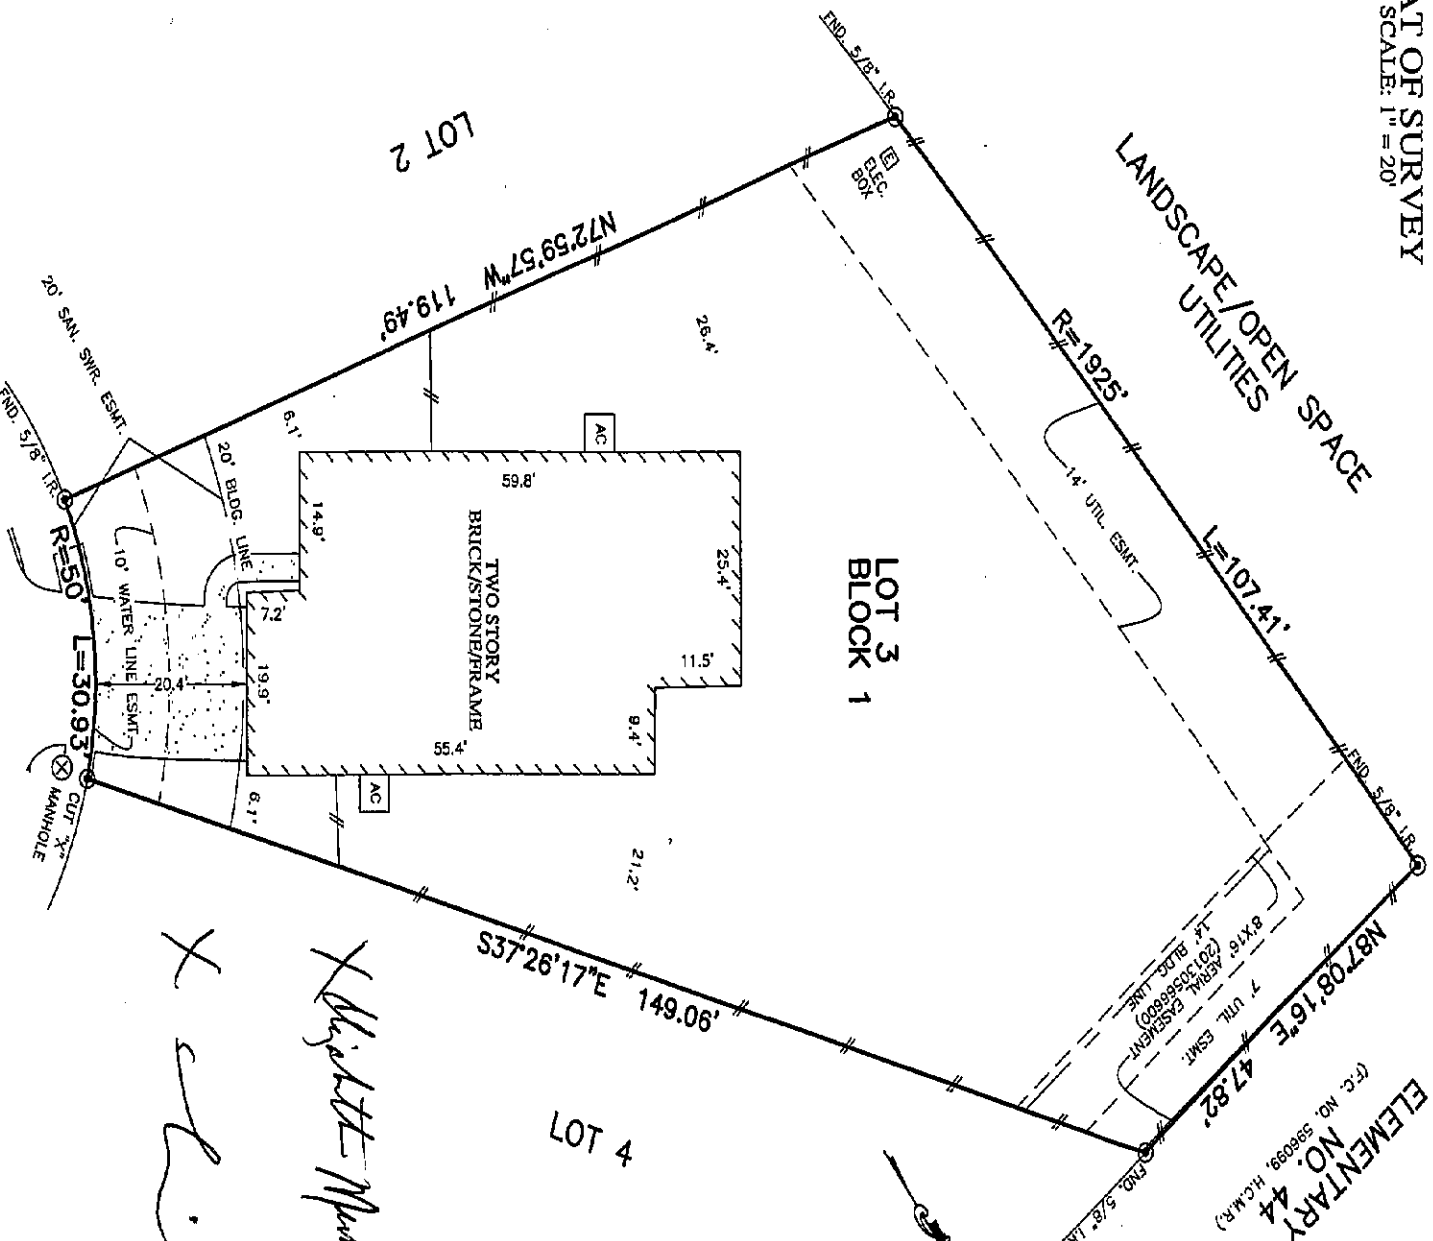 AT OF SURVEY
SCALE: 1" = 20'
FND. 5/8" I.R.
LANDSCAPE/OPEN SPACE
UTILITIES
E
ELEC.
BOX
LOT 2
N72°59'57"W 119.49'
R=1925'
L=107.41'
14' UTIL. ESMT.
26.4'
FND. 5/8" I.R.
LOT 3
BLOCK 1
AC
59.8'
25.4'
11.5'
9.4'
TWO STORY
BRICK/STONE/FRAME
14.9'
7.2'
19.9'
55.4'
AC
6.1'
20' BLDG. LINE
20' SAN. SWR. ESMT.
FND. 5/8" I.R.
R=50'
L=30.93'
10' WATER LINE ESMT.
20.4'
6.1'
CUT "X"
MANHOLE
21.2'
S37°26'17"E 149.06'
8'X16' AERIAL EASEMENT
(20130566600)
14' BLDG. LINE
7' UTIL. ESMT.
N87°08'16"E 47.82'
ELEMENTARY
NO. 44
(F.C. NO. 596099, H.C.M.R.)
FND. 5/8" I.R.
LOT 4
X
X